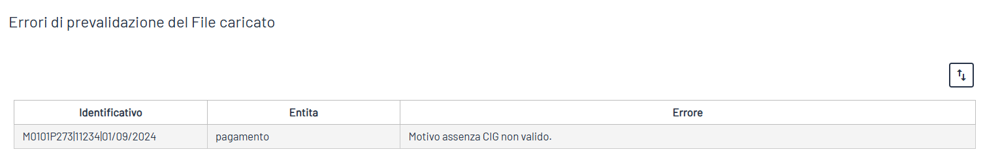 Errori di prevalidazione del File caricato
Identificativo Entita Errore
M0101P273|11234|01/09/2024 pagamento Motivo assenza CIG non valido.